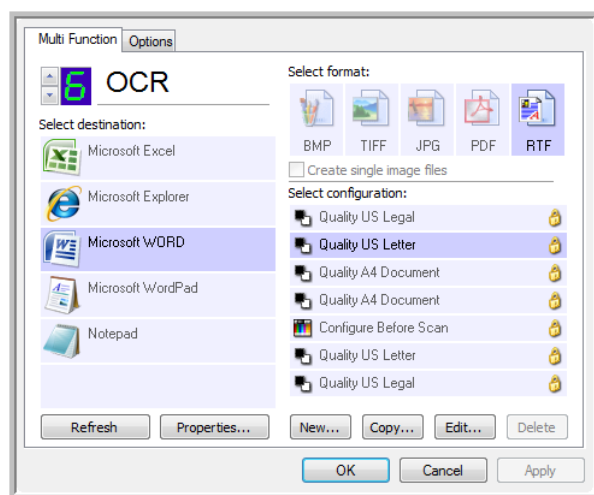 Multi Function
Options
6 OCR
Select destination:
Microsoft Excel
Microsoft Explorer
Microsoft WORD
Microsoft WordPad
Notepad
Refresh
Properties...
Select format:
BMP
TIFF
JPG
PDF
RTF
Create single image files
Select configuration:
Quality US Legal
Quality US Letter
Quality A4 Document
Quality A4 Document
Configure Before Scan
Quality US Letter
Quality US Legal
New...
Copy...
Edit...
Delete
OK
Cancel
Apply